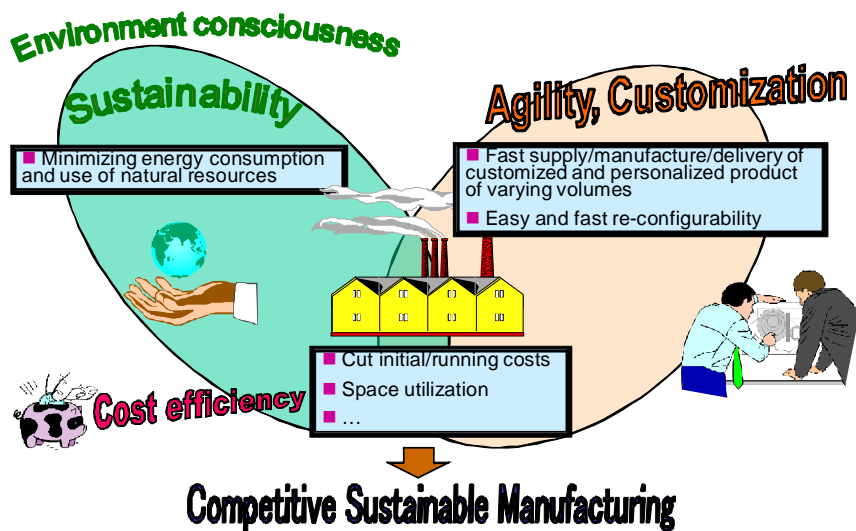 Environment consciousness
Sustainability
Agility, Customization
■ Minimizing energy consumption
and use of natural resources
■ Fast supply/manufacture/delivery of
customized and personalized product
of varying volumes
■ Easy and fast re-configurability
■ Cut initial/running costs
■ Space utilization
■ …
Cost efficiency
Competitive Sustainable Manufacturing